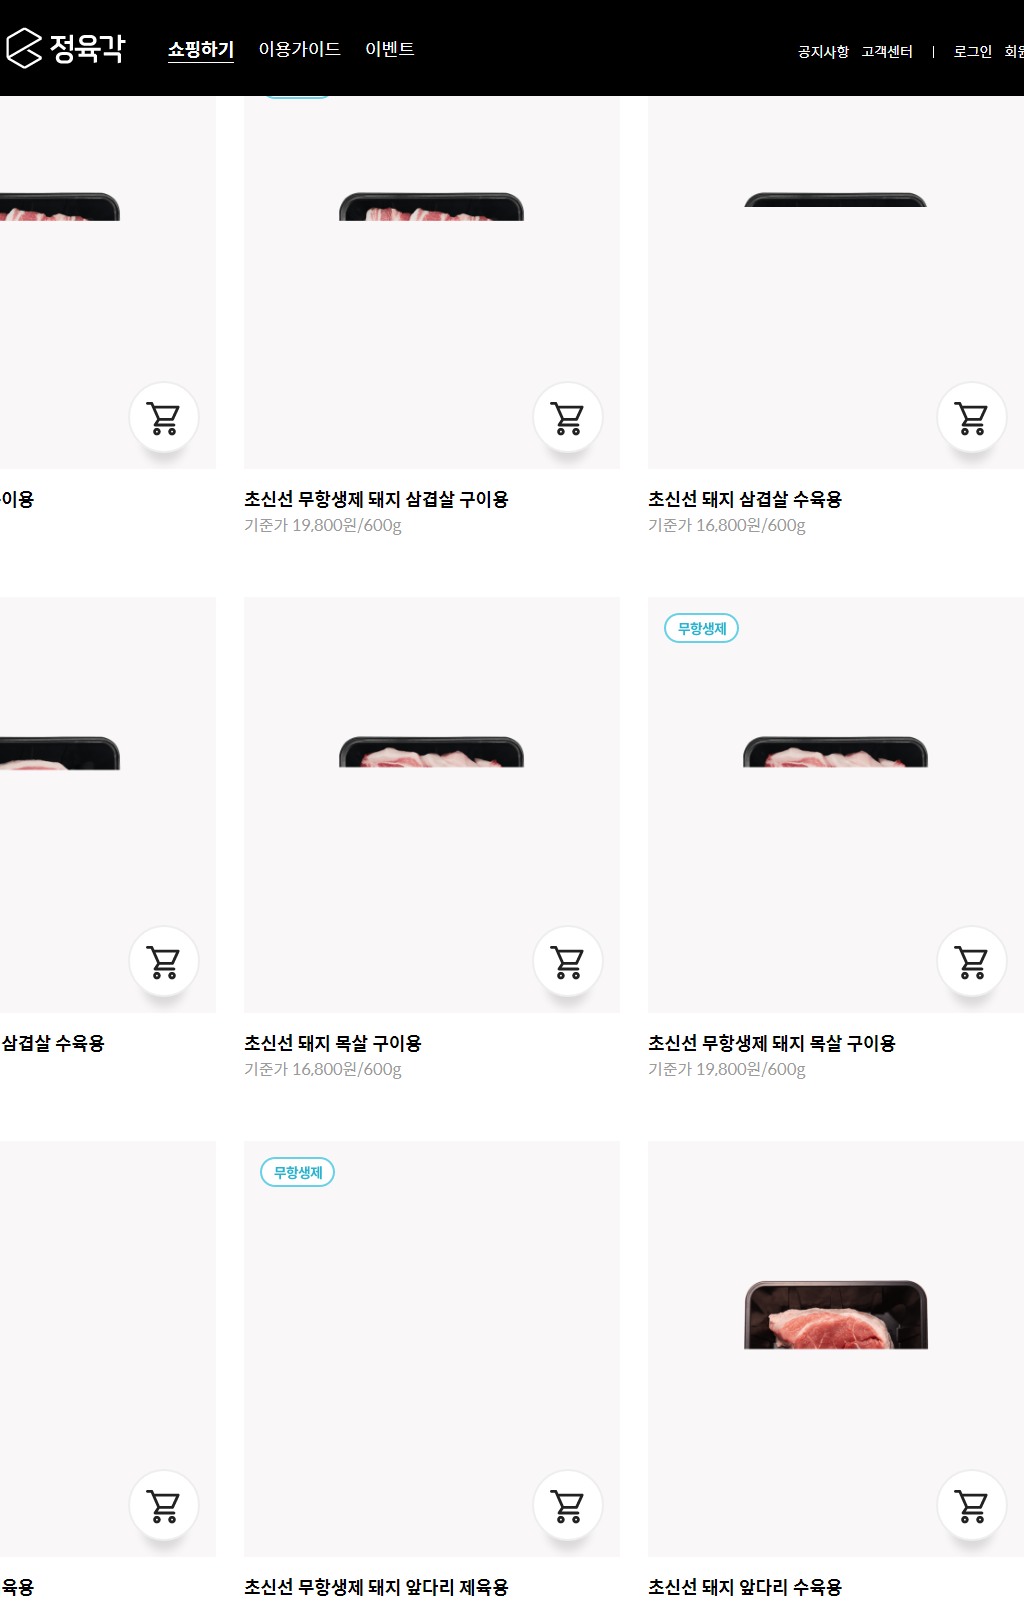 정육각
쇼핑하기 이용가이드 이벤트
공지사항 고객센터 | 로그인 회원
이용
초신선 무항생제 돼지 삼겹살 구이용
기준가 19,800원/600g
초신선 돼지 삼겹살 수육용
기준가 16,800원/600g
무항생제
삼겹살 수육용
초신선 돼지 목살 구이용
기준가 16,800원/600g
초신선 무항생제 돼지 목살 구이용
기준가 19,800원/600g
무항생제
육용
초신선 무항생제 돼지 앞다리 제육용
초신선 돼지 앞다리 수육용